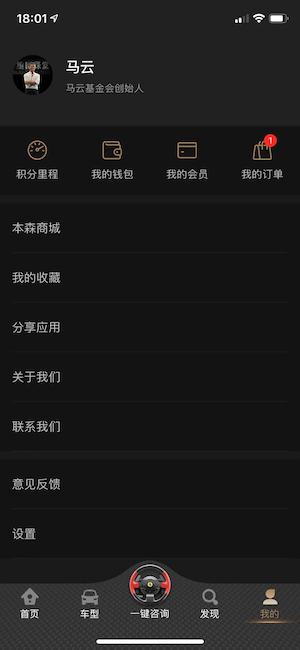 18:01
马云
马云基金会创始人
积分里程 我的钱包 我的会员 我的订单
1
本森商城
我的收藏
分享应用
关于我们
联系我们
意见反馈
设置
首页 车型 一键咨询 发现 我的